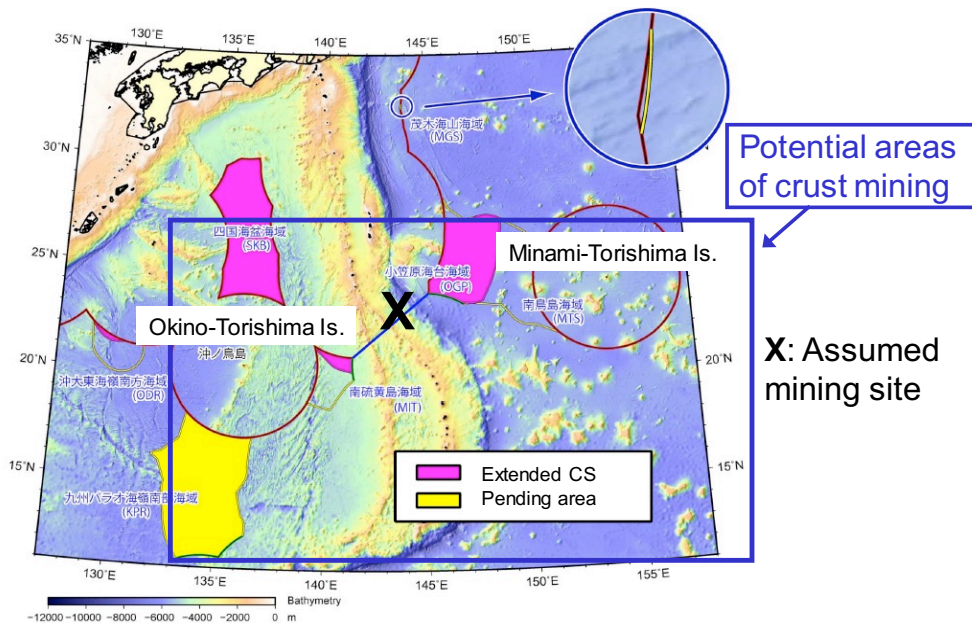 35°N
130°E
135°E
140°E
145°E
150°E
茂木海山海域
(MGS)
30°N
Potential areas
of crust mining
25°N
四国海盆海域
(SKB)
Minami-Torishima Is.
小笠原海台海域
(OGP)
X
南鳥島海域
(MTS)
Okino-Torishima Is.
沖ノ鳥島
20°N
20°N
X: Assumed
mining site
沖大東海嶺南方海域
(ODR)
南硫黄島海域
(MIT)
15°N
15°N
Extended CS
Pending area
九州パラオ海嶺南部海域
(KPR)
130°E
135°E
140°E
145°E
150°E
155°E
Bathymetry
−12000 −10000 −8000 −6000 −4000 −2000 0 m